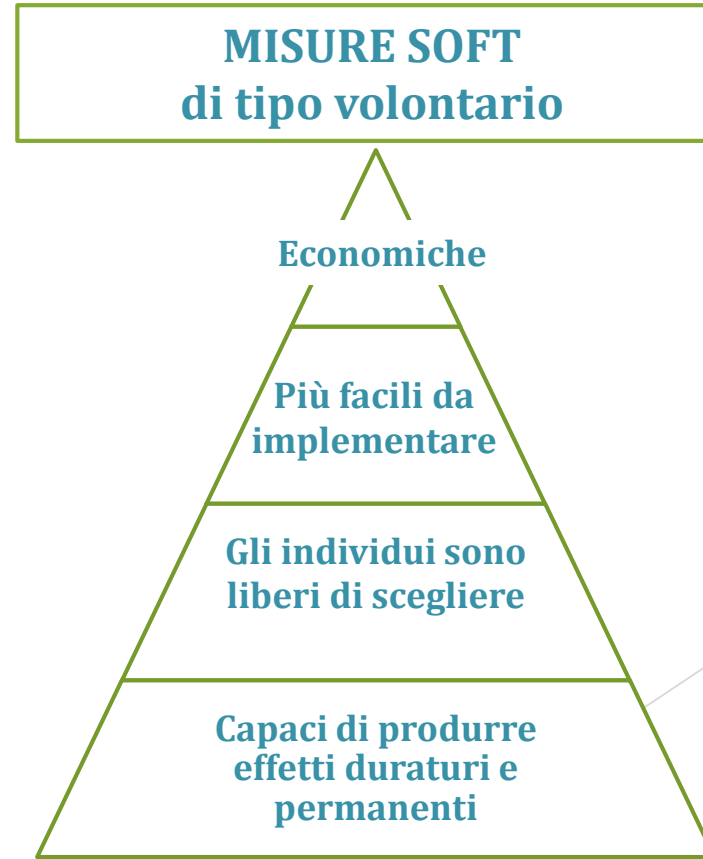 MISURE SOFT
di tipo volontario
Economiche
Più facili da
implementare
Gli individui sono
liberi di scegliere
Capaci di produrre
effetti duraturi e
permanenti